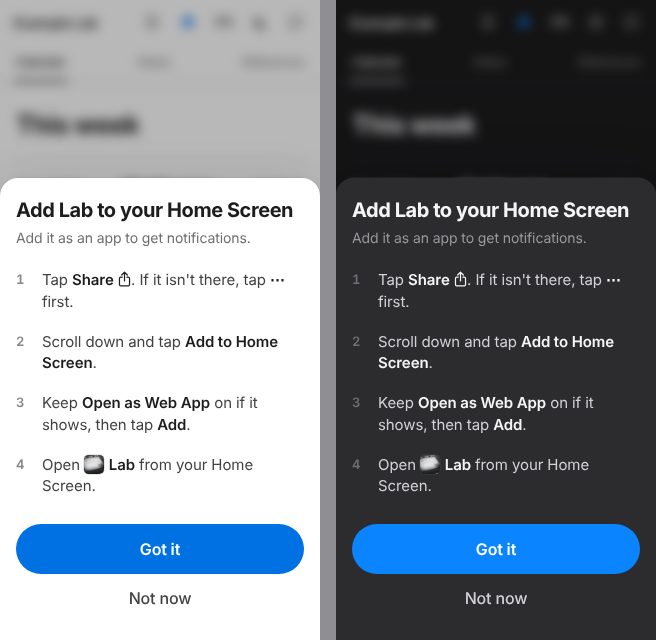 This week
Add Lab to your Home Screen
Add it as an app to get notifications.
1 Tap Share. If it isn't there, tap ···
first.
2 Scroll down and tap Add to Home
Screen.
3 Keep Open as Web App on if it
shows, then tap Add.
4 Open Lab from your Home
Screen.
Got it
Not now
This week
Add Lab to your Home Screen
Add it as an app to get notifications.
1 Tap Share. If it isn't there, tap ···
first.
2 Scroll down and tap Add to Home
Screen.
3 Keep Open as Web App on if it
shows, then tap Add.
4 Open Lab from your Home
Screen.
Got it
Not now